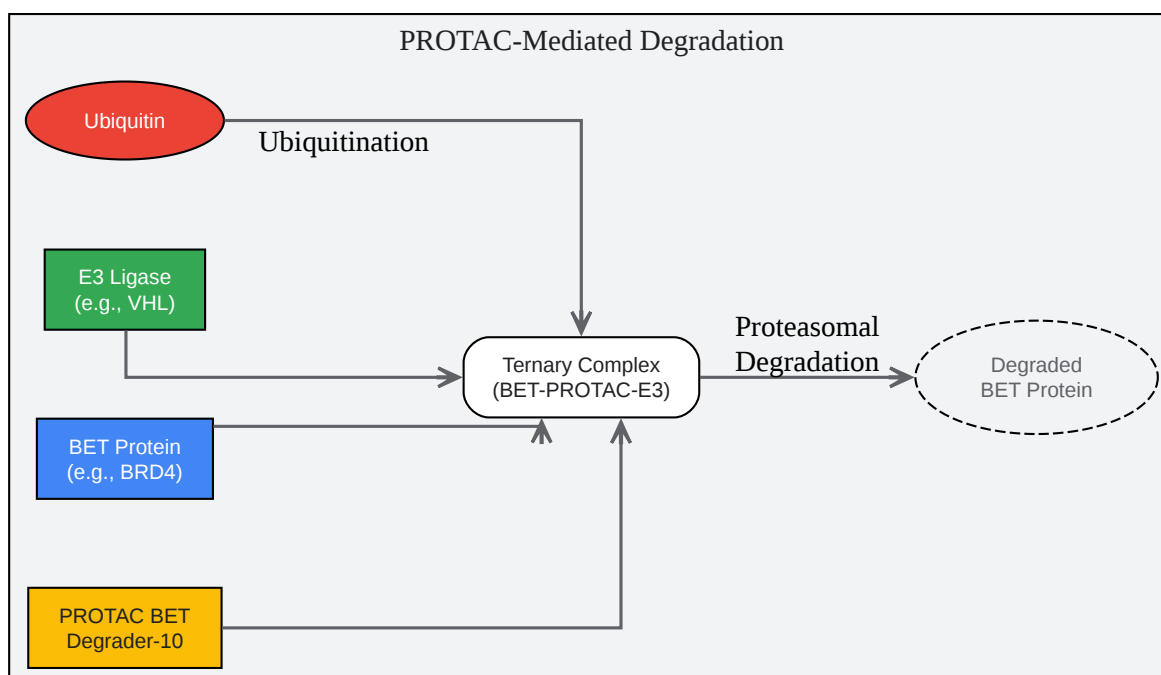 PROTAC-Mediated Degradation
Ubiquitin
Ubiquitination
E3 Ligase
(e.g., VHL)
Ternary Complex
(BET-PROTAC-E3)
Proteasomal
Degradation
Degraded
BET Protein
BET Protein
(e.g., BRD4)
PROTAC BET
Degrader-10